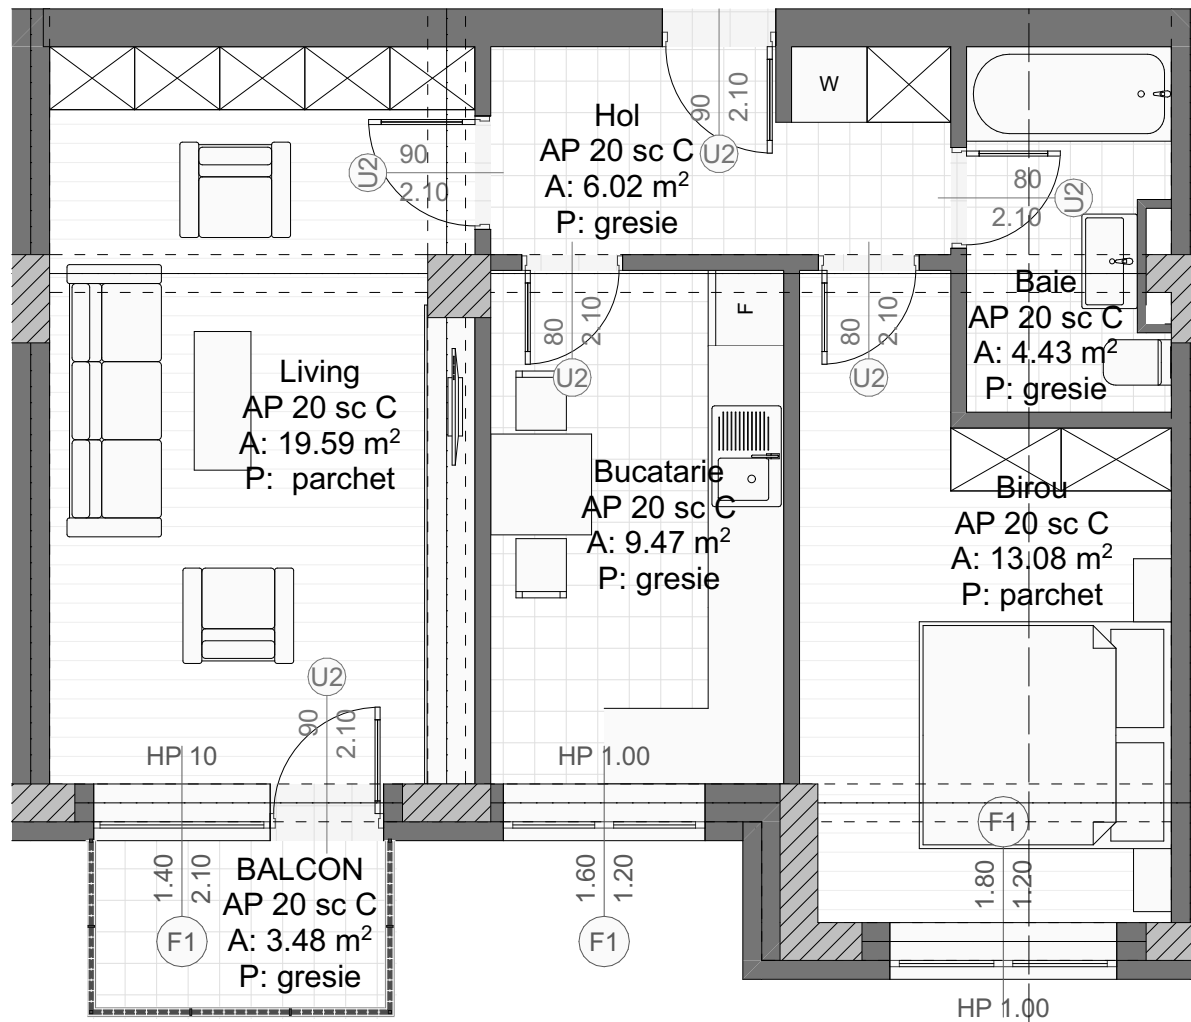 W
Hol
AP 20 sc C
A: 6.02 m²
P: gresie
90
2.10
U2
90
2.10
U2
80
2.10
U2
Baie
AP 20 sc C
A: 4.43 m²
P: gresie
80
2.10
U2
F
80
2.10
U2
Living
AP 20 sc C
A: 19.59 m²
P: parchet
Bucatarie
AP 20 sc C
A: 9.47 m²
P: gresie
Birou
AP 20 sc C
A: 13.08 m²
P: parchet
U2
90
2.10
HP 10
HP 1.00
F1
1.40
2.10
F1
BALCON
AP 20 sc C
A: 3.48 m²
P: gresie
1.60
1.20
F1
1.80
1.20
HP 1.00